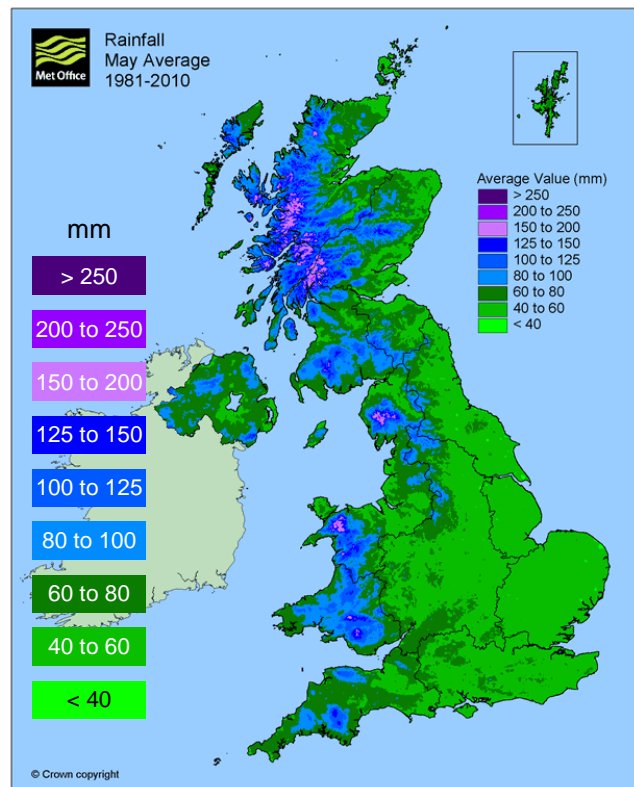 Met Office
Rainfall
May Average
1981-2010
Average Value (mm)
> 250
200 to 250
150 to 200
125 to 150
100 to 125
80 to 100
60 to 80
40 to 60
< 40
mm
> 250
200 to 250
150 to 200
125 to 150
100 to 125
80 to 100
60 to 80
40 to 60
< 40
© Crown copyright